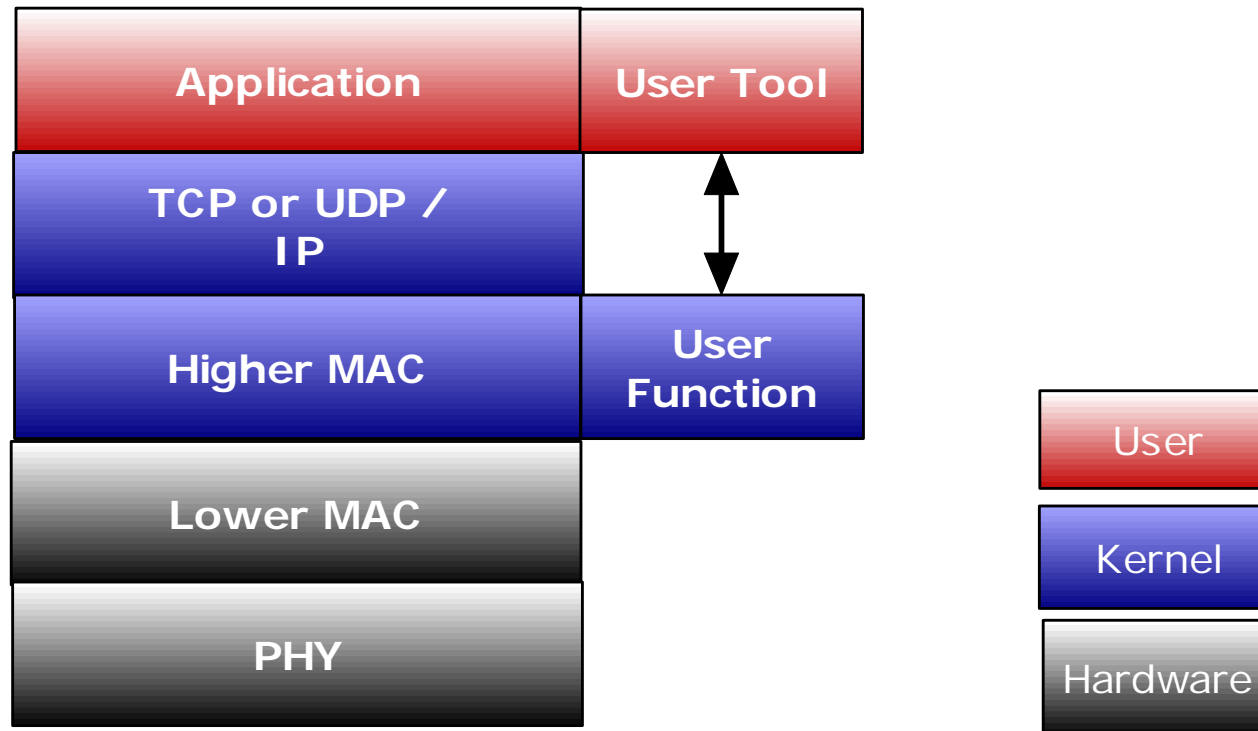 Application
User Tool
TCP or UDP /
IP
Higher MAC
User
Function
Lower MAC
PHY
User
Kernel
Hardware